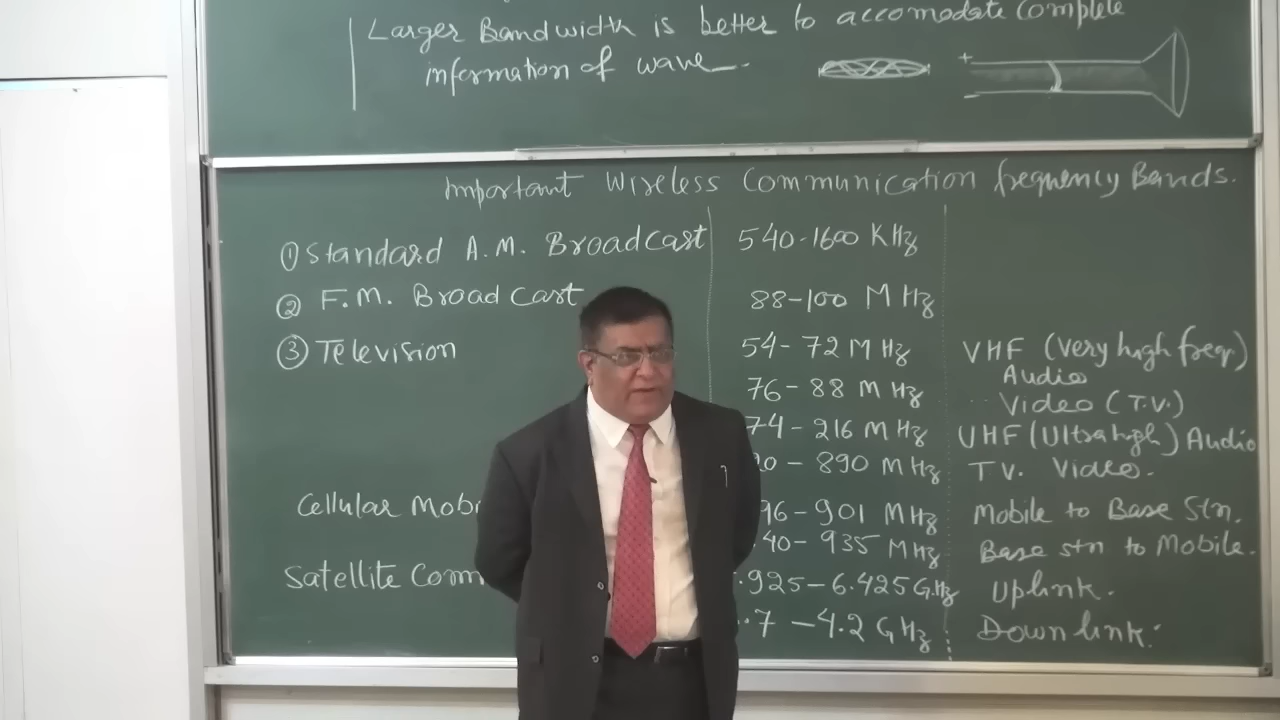 Larger Bandwidth is better to accomodate Complete
information of wave.
+
-
Important Wireless Communication frequency Bands.
① Standard A.M. Broadcast 540-1600 KHz
② F.M. Broad Cast 88-100 MHz
③ Television 54-72 MHz VHF (Very high freq.)
76-88 MHz Audio
Video (T.V.)
74-216 MHz UHF (Ultra high) Audio
890 MHz T.V. Video.
Cellular 901 MHz Mobile to Base Stn.
935 MHz Base stn to Mobile.
Satellite 6.425 GHz Uplink.
4.2 GHz Down link.